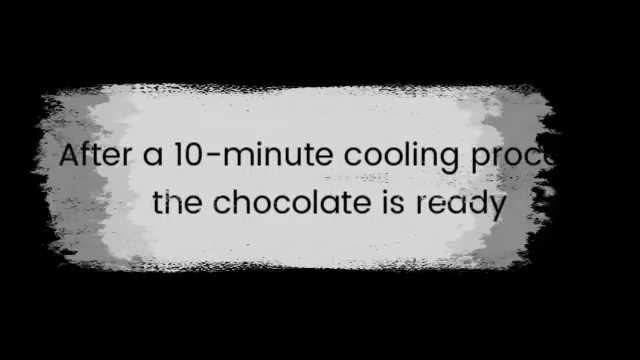 After a 10-minute cooling
the chocolate is ready